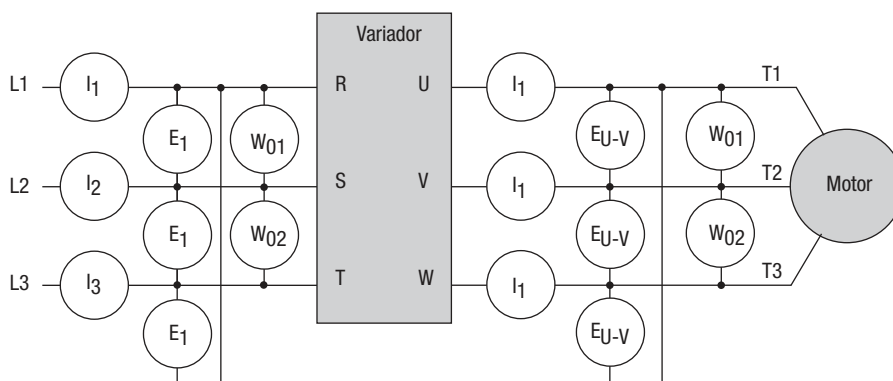 Variador
L1 I1 R U I1 T1
E1 W01 EU-V W01
L2 I2 S V I1 T2 Motor
E1 W02 EU-V W02
L3 I3 T W I1 T3
E1 EU-V